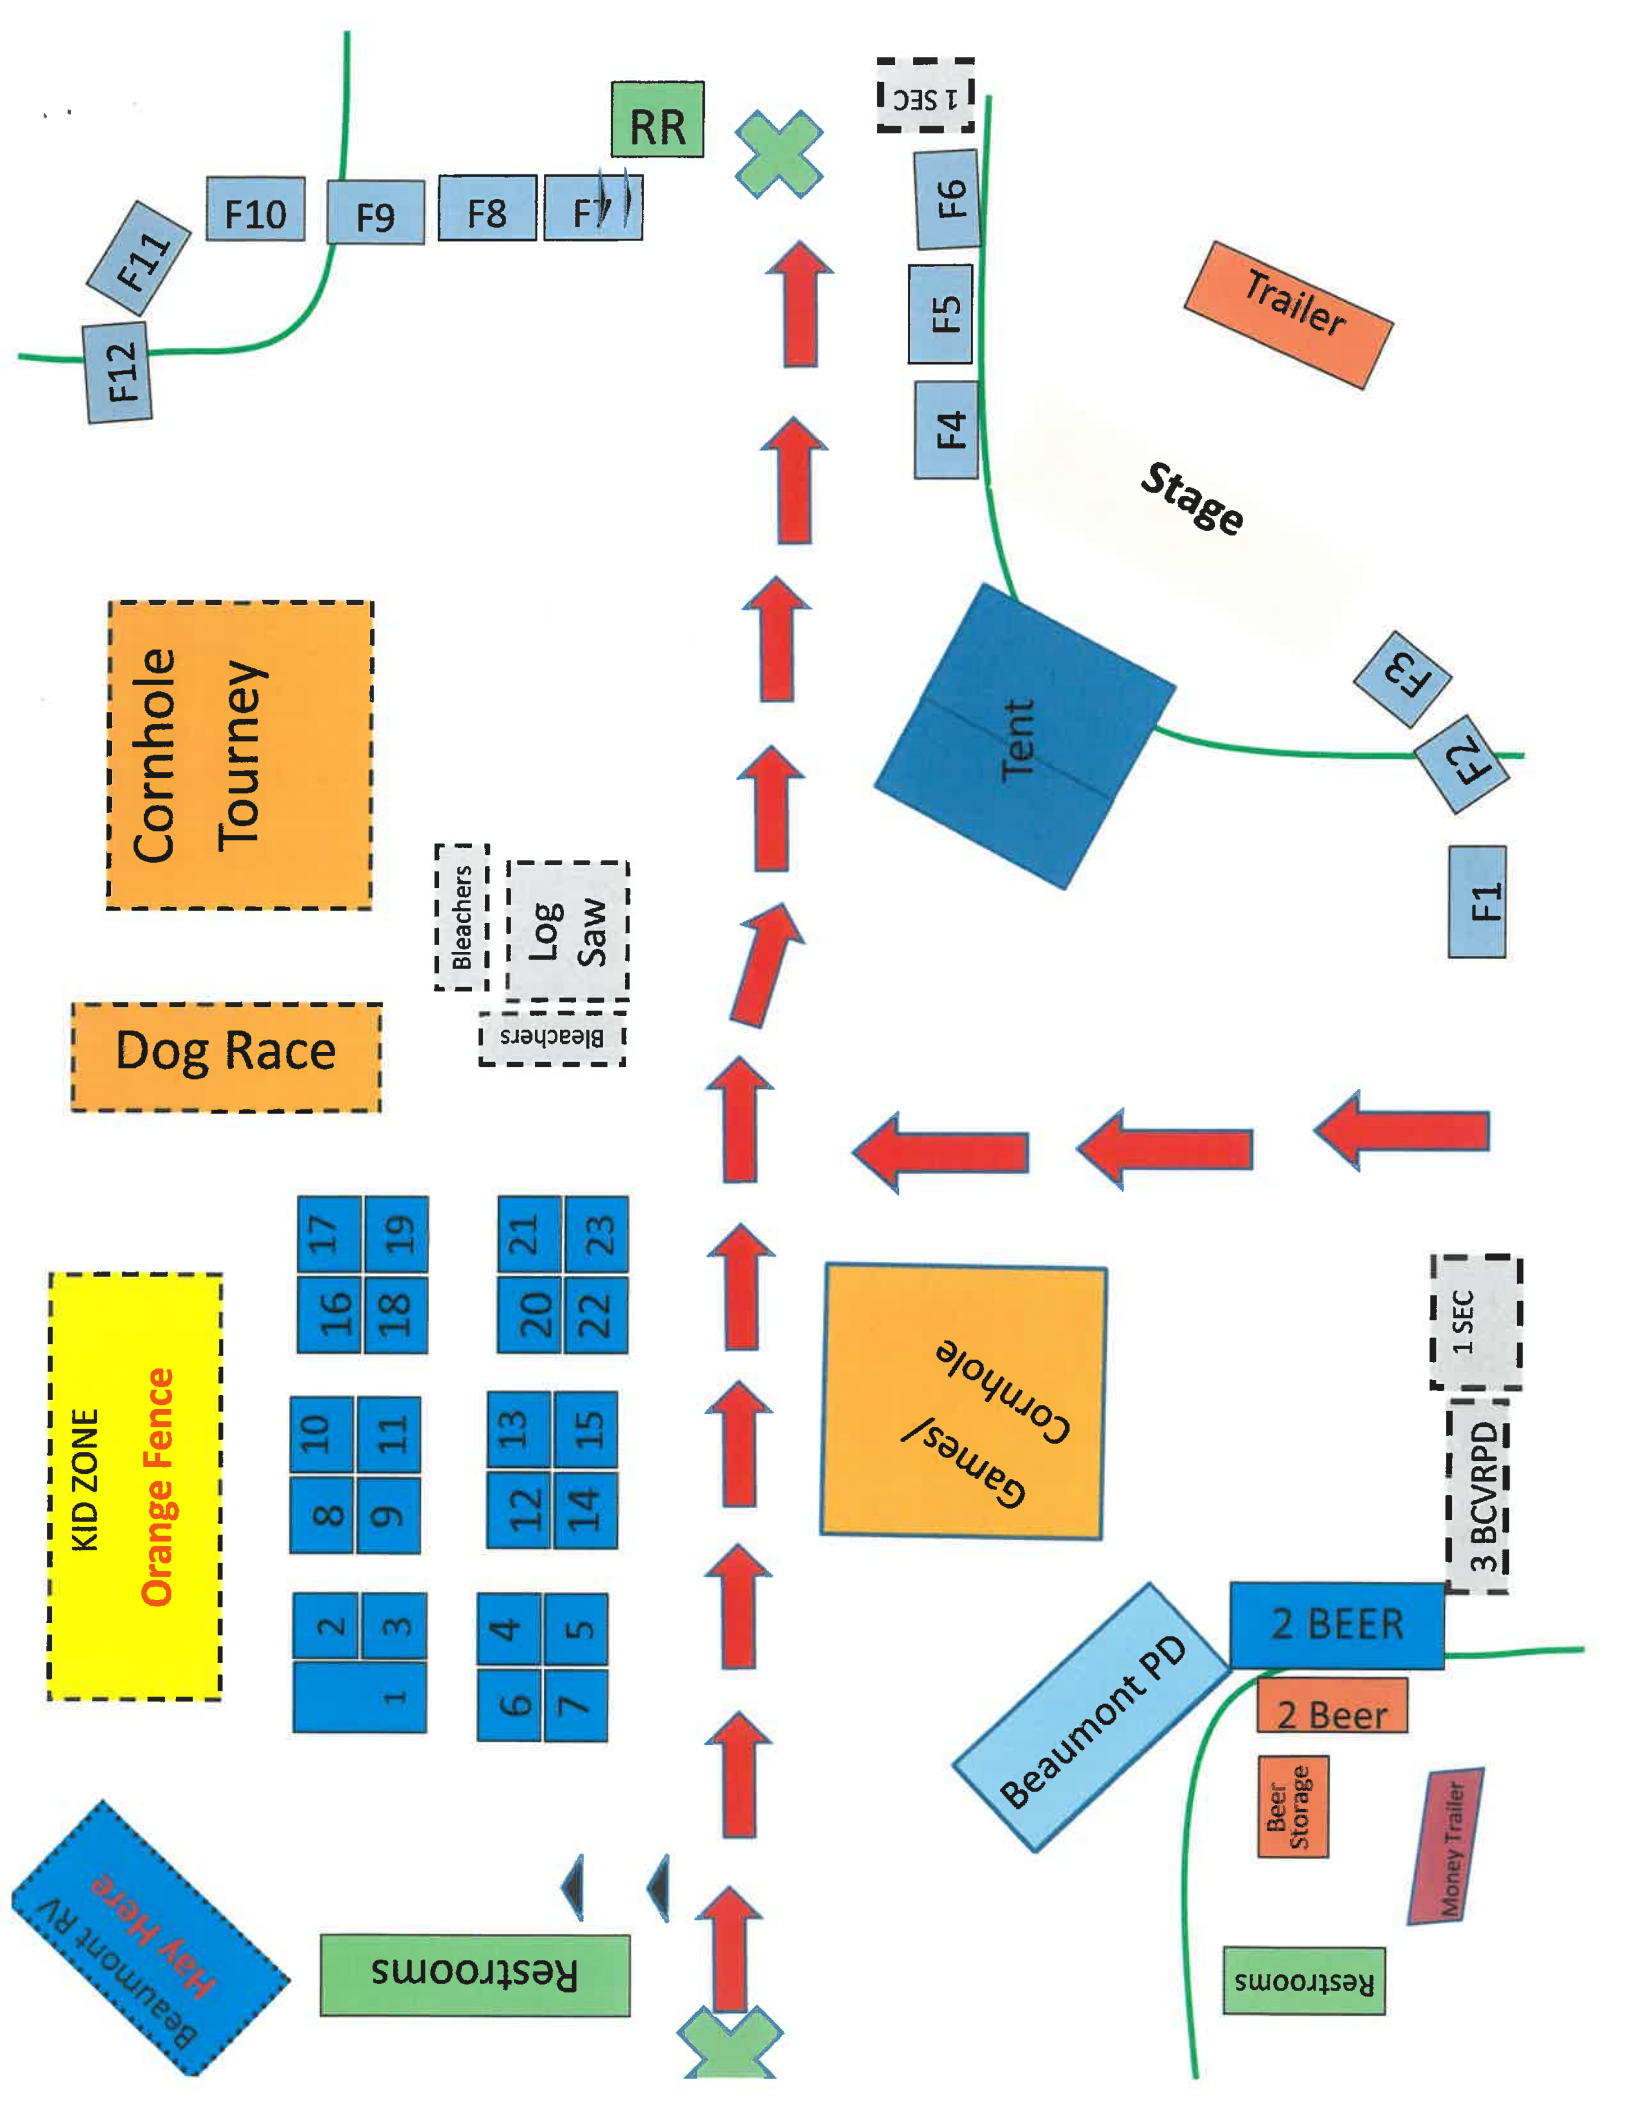 1 SEC
RR
F6
F10
F9
F8
F7
F11
F5
Trailer
F12
F4
Stage
Cornhole
Tourney
F3
Tent
F2
Bleachers
Log
Saw
F1
Dog Race
Bleachers
17
19
21
23
16
18
20
22
1 SEC
KID ZONE
Orange Fence
10
11
13
15
Games/
Cornhole
8
9
12
14
3 BCVRPD
2
3
4
5
2 BEER
Beaumont PD
1
6
7
2 Beer
Beer
Storage
Money Trailer
Beaumont RV
Hay Here
Restrooms
Restrooms